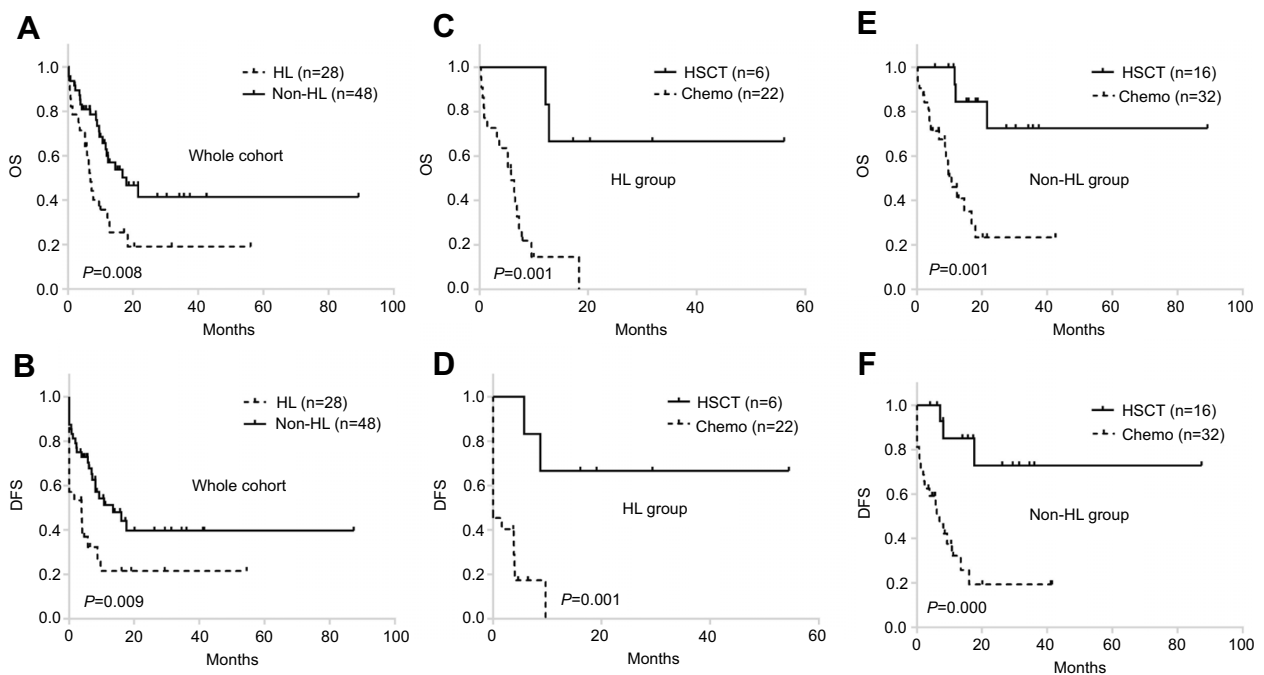 A
1.0
0.8
0.6
0.4
0.2
0.0
OS
HL (n=28)
Non-HL (n=48)
Whole cohort
P=0.008
0 20 40 60 80 100
Months
B
1.0
0.8
0.6
0.4
0.2
0.0
DFS
HL (n=28)
Non-HL (n=48)
Whole cohort
P=0.009
0 20 40 60 80 100
Months
C
1.0
0.8
0.6
0.4
0.2
0.0
OS
HSCT (n=6)
Chemo (n=22)
HL group
P=0.001
0 20 40 60
Months
D
1.0
0.8
0.6
0.4
0.2
0.0
DFS
HSCT (n=6)
Chemo (n=22)
HL group
P=0.001
0 20 40 60
Months
E
1.0
0.8
0.6
0.4
0.2
0.0
OS
HSCT (n=16)
Chemo (n=32)
Non-HL group
P=0.001
0 20 40 60 80 100
Months
F
1.0
0.8
0.6
0.4
0.2
0.0
DFS
HSCT (n=16)
Chemo (n=32)
Non-HL group
P=0.000
0 20 40 60 80 100
Months